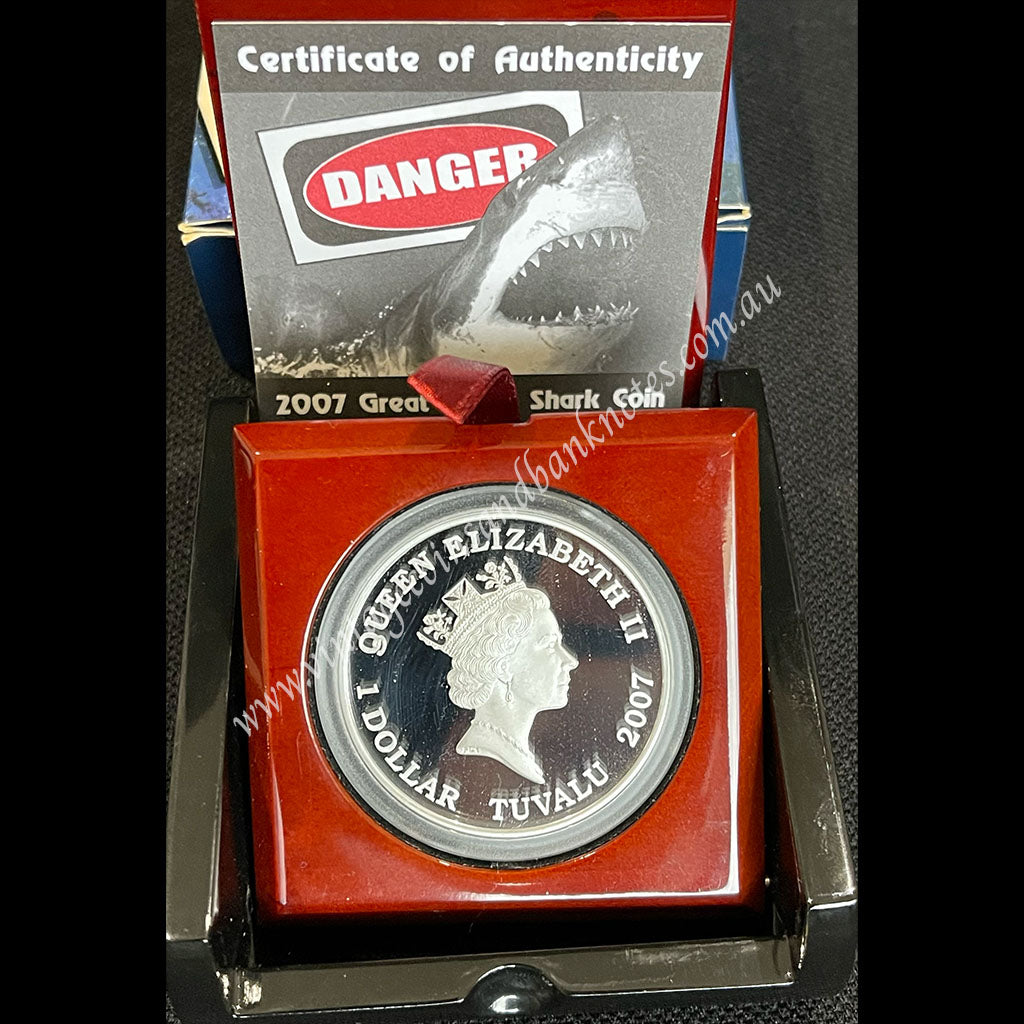 Certificate of Authenticity
DANGER
2007 Great Shark Coin
QUEEN ELIZABETH II
1 DOLLAR TUVALU 2007